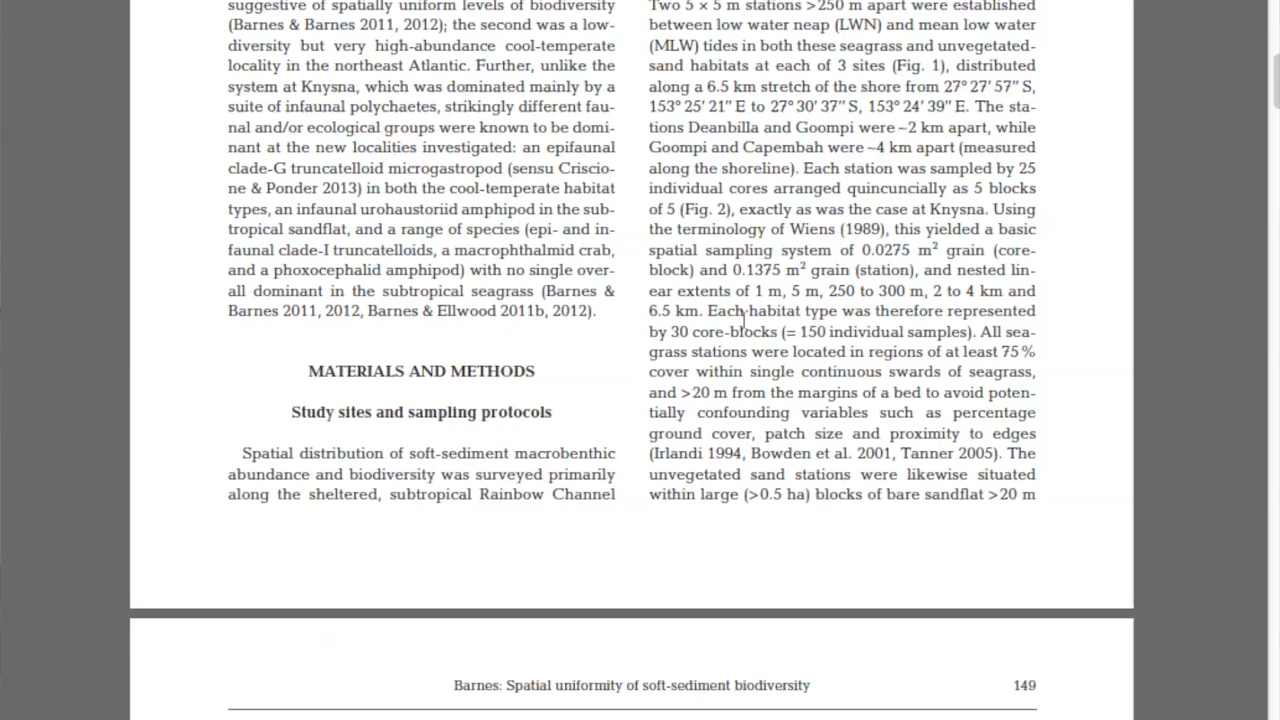 suggestive of spatially uniform levels of biodiversity
(Barnes & Barnes 2011, 2012); the second was a low-
diversity but very high-abundance cool-temperate
locality in the northeast Atlantic. Further, unlike the
system at Knysna, which was dominated mainly by a
suite of infaunal polychaetes, strikingly different fau-
nal and/or ecological groups were known to be domi-
nant at the new localities investigated: an epifaunal
clade-G truncatelloid microgastropod (sensu Criscio-
ne & Ponder 2013) in both the cool-temperate habitat
types, an infaunal urohaustoriid amphipod in the sub-
tropical sandflat, and a range of species (epi- and in-
faunal clade-I truncatelloids, a macrophthalmid crab,
and a phoxocephalid amphipod) with no single over-
all dominant in the subtropical seagrass (Barnes &
Barnes 2011, 2012, Barnes & Ellwood 2011b, 2012).
MATERIALS AND METHODS
Study sites and sampling protocols
Spatial distribution of soft-sediment macrobenthic
abundance and biodiversity was surveyed primarily
along the sheltered, subtropical Rainbow Channel
Two 5 × 5 m stations >250 m apart were established
between low water neap (LWN) and mean low water
(MLW) tides in both these seagrass and unvegetated-
sand habitats at each of 3 sites (Fig. 1), distributed
along a 6.5 km stretch of the shore from 27° 27′ 57″ S,
153° 25′ 21″ E to 27° 30′ 37″ S, 153° 24′ 39″ E. The sta-
tions Deanbilla and Goompi were ~2 km apart, while
Goompi and Capembah were ~4 km apart (measured
along the shoreline). Each station was sampled by 25
individual cores arranged quincuncially as 5 blocks
of 5 (Fig. 2), exactly as was the case at Knysna. Using
the terminology of Wiens (1989), this yielded a basic
spatial sampling system of 0.0275 m² grain (core-
block) and 0.1375 m² grain (station), and nested lin-
ear extents of 1 m, 5 m, 250 to 300 m, 2 to 4 km and
6.5 km. Each habitat type was therefore represented
by 30 core-blocks (= 150 individual samples). All sea-
grass stations were located in regions of at least 75 %
cover within single continuous swards of seagrass,
and >20 m from the margins of a bed to avoid poten-
tially confounding variables such as percentage
ground cover, patch size and proximity to edges
(Irlandi 1994, Bowden et al. 2001, Tanner 2005). The
unvegetated sand stations were likewise situated
within large (>0.5 ha) blocks of bare sandflat >20 m
Barnes: Spatial uniformity of soft-sediment biodiversity 149